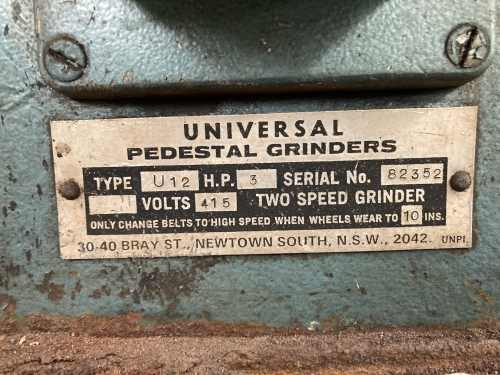 UNIVERSAL
PEDESTAL GRINDERS
TYPE U12 H.P. 3 SERIAL No. 82352
VOLTS 415 TWO SPEED GRINDER
ONLY CHANGE BELTS TO HIGH SPEED WHEN WHEELS WEAR TO 10 INS.
30-40 BRAY ST., NEWTOWN SOUTH, N.S.W., 2042. UNPI.